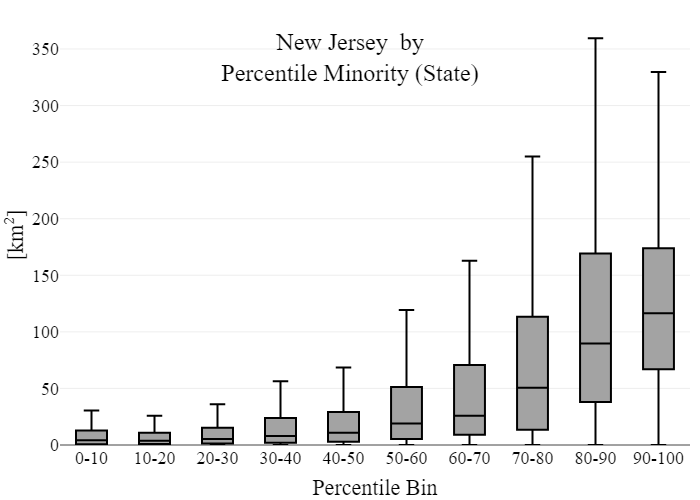 New Jersey by
Percentile Minority (State)
[km²]
350
300
250
200
150
100
50
0
0-10 10-20 20-30 30-40 40-50 50-60 60-70 70-80 80-90 90-100
Percentile Bin